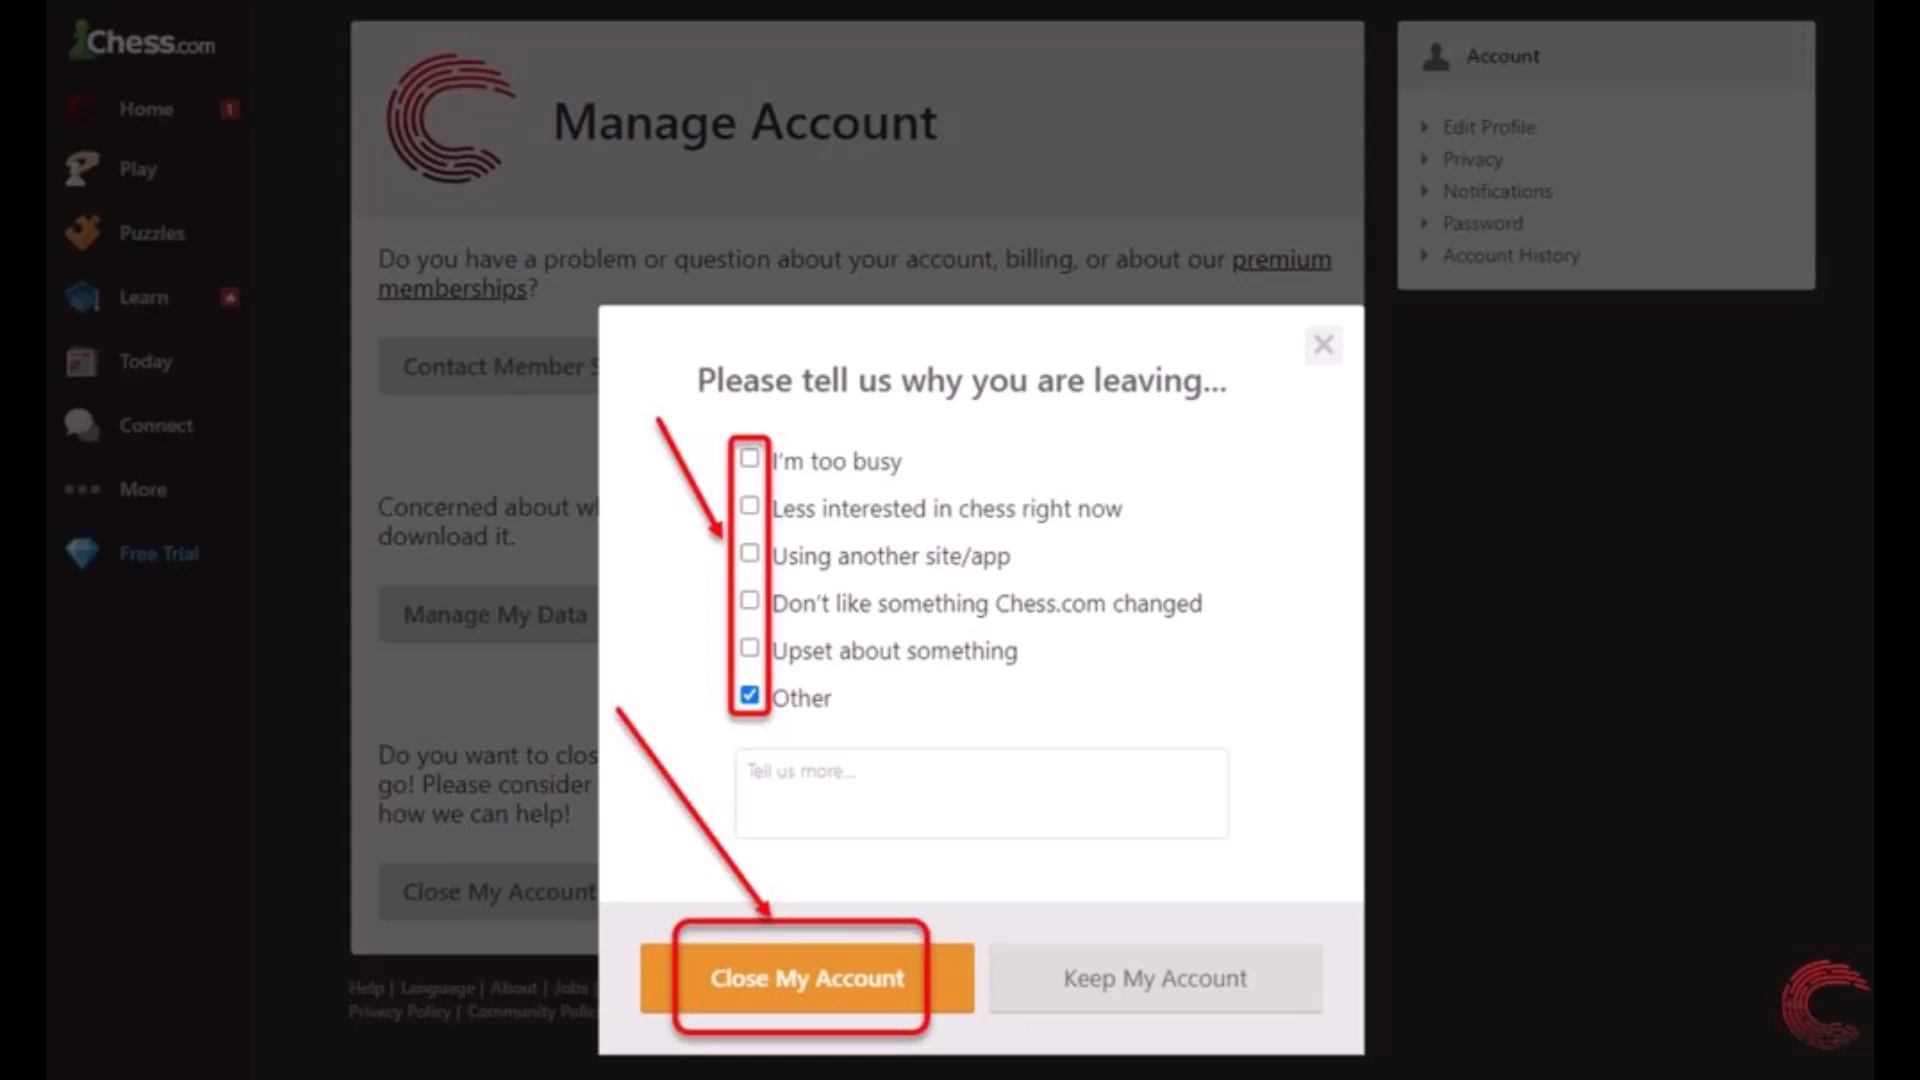 Chess.com
Home 1
Play
Puzzles
Learn
Today
Connect
More
Free Trial
Manage Account
Do you have a problem or question about your account, billing, or about our premium
memberships?
Contact Member S
Concerned about wh
download it.
Manage My Data
Do you want to clos
go! Please consider
how we can help!
Close My Account
Help | Language | About | Jobs |
Privacy Policy | Community Polic
Please tell us why you are leaving...
I'm too busy
Less interested in chess right now
Using another site/app
Don't like something Chess.com changed
Upset about something
Other
Tell us more...
Close My Account
Keep My Account
Account
Edit Profile
Privacy
Notifications
Password
Account History